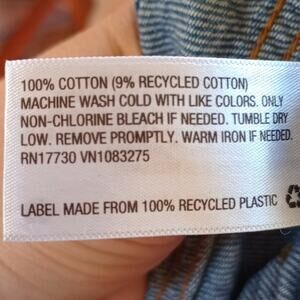 100% COTTON (9% RECYCLED COTTON)
MACHINE WASH COLD WITH LIKE COLORS. ONLY
NON-CHLORINE BLEACH IF NEEDED. TUMBLE DRY
LOW. REMOVE PROMPTLY. WARM IRON IF NEEDED.
RN17730 VN1083275
LABEL MADE FROM 100% RECYCLED PLASTIC